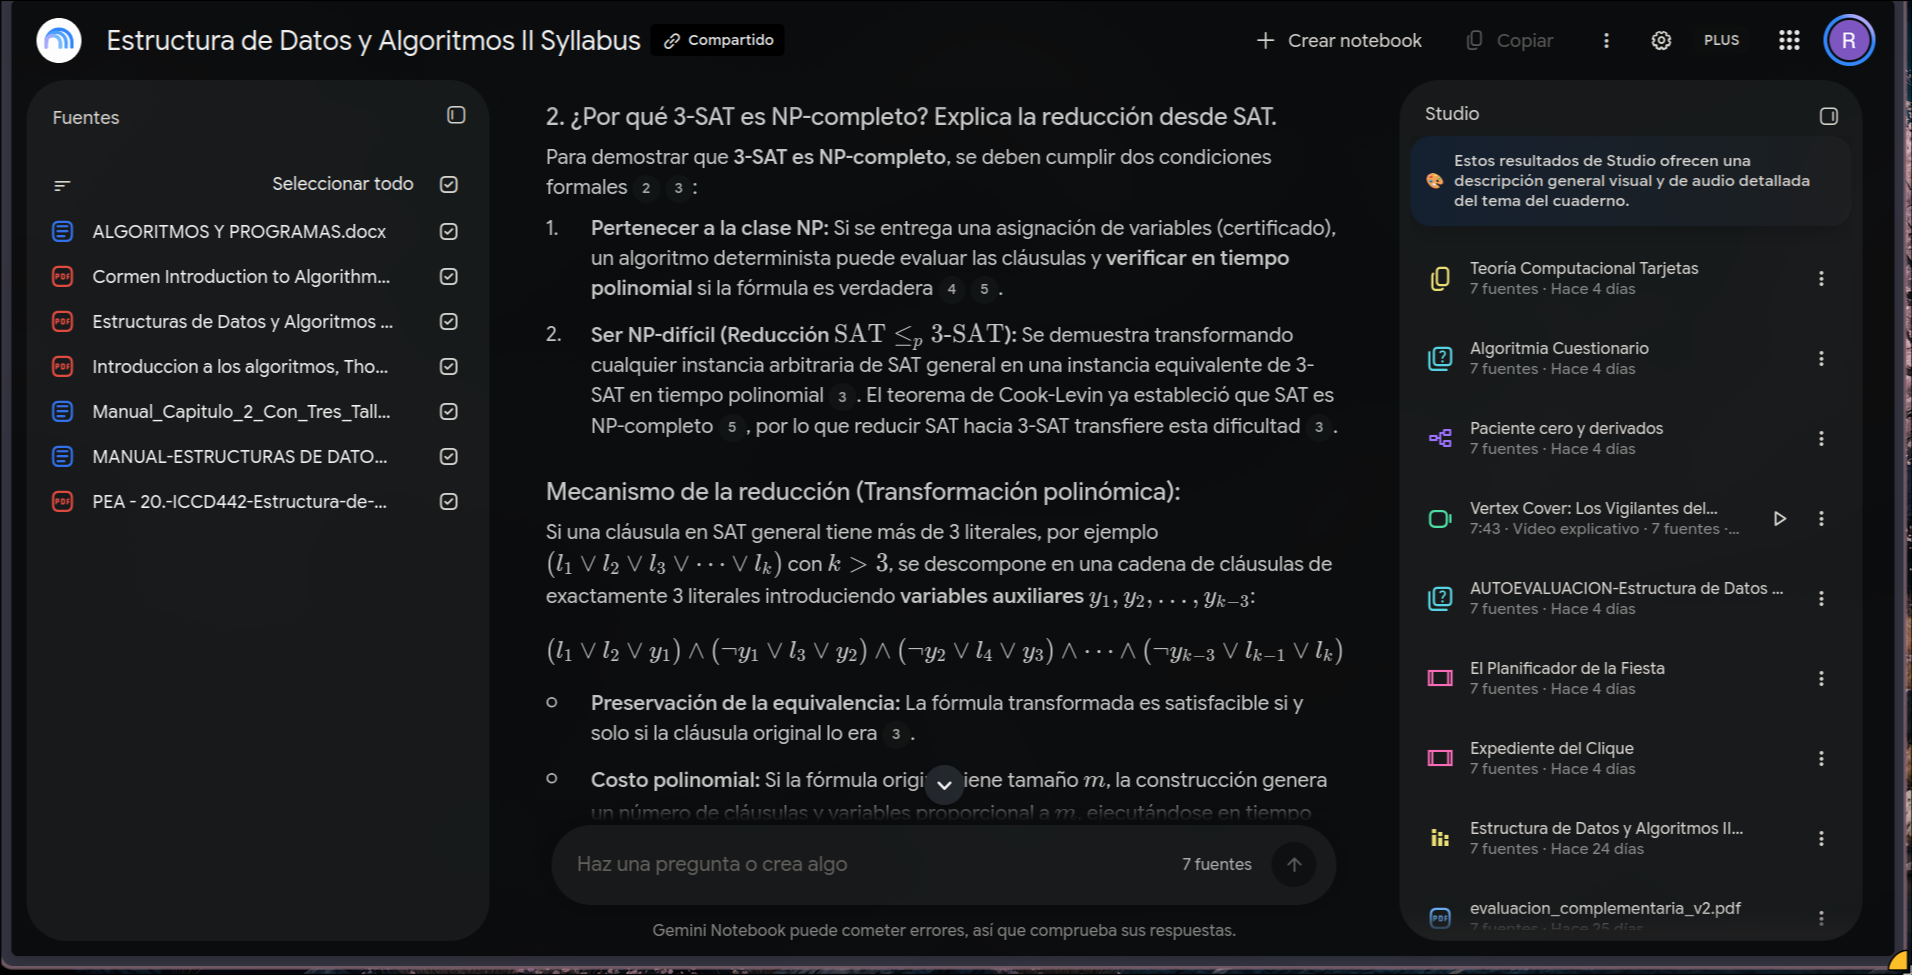 Estructura de Datos y Algoritmos II Syllabus
Compartido
Crear notebook
Copiar
PLUS
R
Fuentes
Seleccionar todo
ALGORITMOS Y PROGRAMAS.docx
Cormen Introduction to Algorithm...
Estructuras de Datos y Algoritmos ...
Introduccion a los algoritmos, Tho...
Manual_Capitulo_2_Con_Tres_Tall...
MANUAL-ESTRUCTURAS DE DATO...
PEA - 20.-ICCD442-Estructura-de-...
2. ¿Por qué 3-SAT es NP-completo? Explica la reducción desde SAT.
Para demostrar que 3-SAT es NP-completo, se deben cumplir dos condiciones
formales 2 3 :
1. Pertenecer a la clase NP: Si se entrega una asignación de variables (certificado),
un algoritmo determinista puede evaluar las cláusulas y verificar en tiempo
polinomial si la fórmula es verdadera 4 5 .
2. Ser NP-difícil (Reducción SAT ≤p 3-SAT): Se demuestra transformando
cualquier instancia arbitraria de SAT general en una instancia equivalente de 3-
SAT en tiempo polinomial 3 . El teorema de Cook-Levin ya estableció que SAT es
NP-completo 5 , por lo que reducir SAT hacia 3-SAT transfiere esta dificultad 3 .
Mecanismo de la reducción (Transformación polinómica):
Si una cláusula en SAT general tiene más de 3 literales, por ejemplo
(l₁ ∨ l₂ ∨ l₃ ∨ ··· ∨ lₖ) con k > 3, se descompone en una cadena de cláusulas de
exactamente 3 literales introduciendo variables auxiliares y₁, y₂, . . . , yₖ₋₃:
(l₁ ∨ l₂ ∨ y₁) ∧ (¬y₁ ∨ l₃ ∨ y₂) ∧ (¬y₂ ∨ l₄ ∨ y₃) ∧ ··· ∧ (¬yₖ₋₃ ∨ lₖ₋₁ ∨ lₖ)
Preservación de la equivalencia: La fórmula transformada es satisfacible si y
solo si la cláusula original lo era 3 .
Costo polinomial: Si la fórmula origi iene tamaño m, la construcción genera
un número de cláusulas y variables proporcional a m, ejecutándose en tiempo
Haz una pregunta o crea algo
7 fuentes
Gemini Notebook puede cometer errores, así que comprueba sus respuestas.
Studio
Estos resultados de Studio ofrecen una
descripción general visual y de audio detallada
del tema del cuaderno.
Teoría Computacional Tarjetas
7 fuentes · Hace 4 días
Algoritmia Cuestionario
7 fuentes · Hace 4 días
Paciente cero y derivados
7 fuentes · Hace 4 días
Vertex Cover: Los Vigilantes del...
7:43 · Vídeo explicativo · 7 fuentes ·...
AUTOEVALUACION-Estructura de Datos ...
7 fuentes · Hace 4 días
El Planificador de la Fiesta
7 fuentes · Hace 4 días
Expediente del Clique
7 fuentes · Hace 4 días
Estructura de Datos y Algoritmos II...
7 fuentes · Hace 24 días
evaluacion_complementaria_v2.pdf
7 fuentes · Hace 25 días